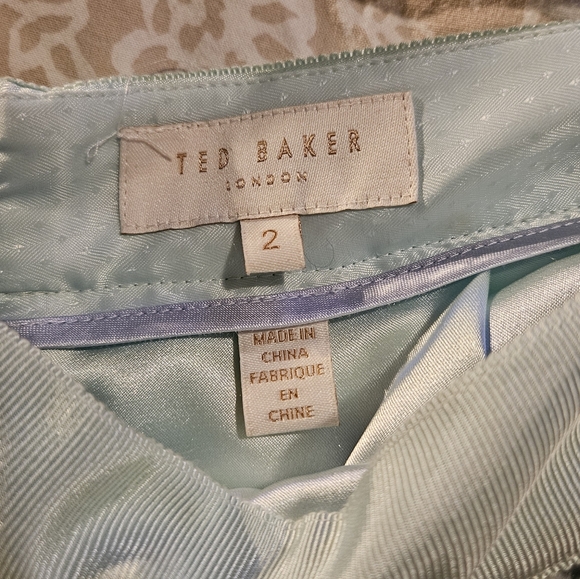 TED BAKER
LONDON
2
MADE IN
CHINA
FABRIQUE
EN
CHINE